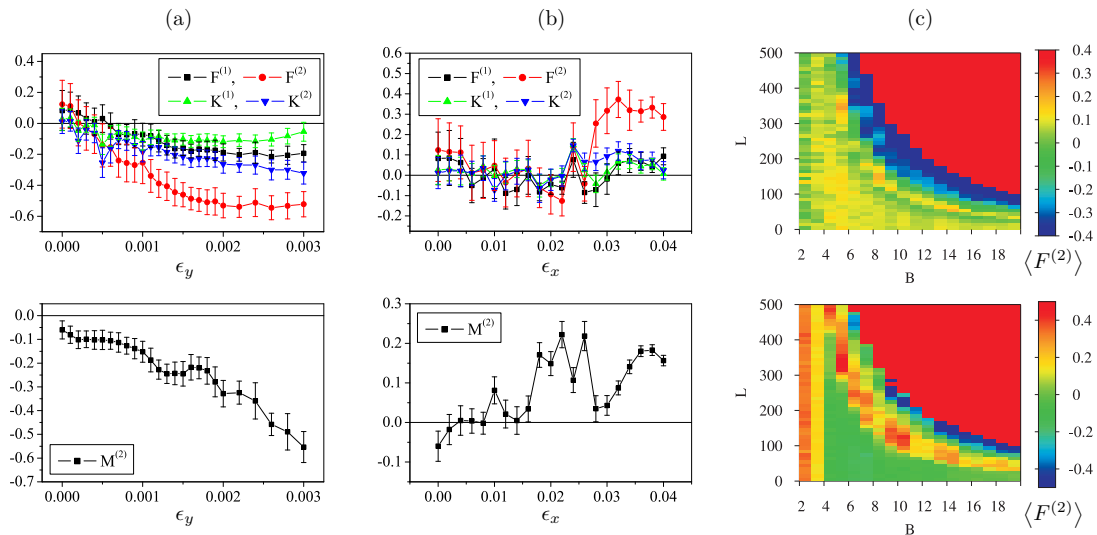 (a)
0.4
0.2
0.0
-0.2
-0.4
-0.6
F(1), F(2)
K(1), K(2)
0.000 0.001 0.002 0.003
ϵy
0.0
-0.1
-0.2
-0.3
-0.4
-0.5
-0.6
-0.7
M(2)
0.000 0.001 0.002 0.003
ϵy
(b)
0.6
0.4
0.3
0.2
0.0
-0.1
-0.2
F(1), F(2)
K(1), K(2)
0.00 0.01 0.02 0.03 0.04
ϵx
0.3
0.2
0.1
0.0
-0.1
M(2)
0.00 0.01 0.02 0.03 0.04
ϵx
(c)
500
400
300
200
100
0
L
2 4 6 8 10 12 14 16 18
B
0.4
0.3
0.2
0.1
0
-0.1
-0.2
-0.3
-0.4
⟨F(2)⟩
500
400
300
200
100
0
L
2 4 6 8 10 12 14 16 18
B
0.4
0.2
0
-0.2
-0.4
⟨F(2)⟩